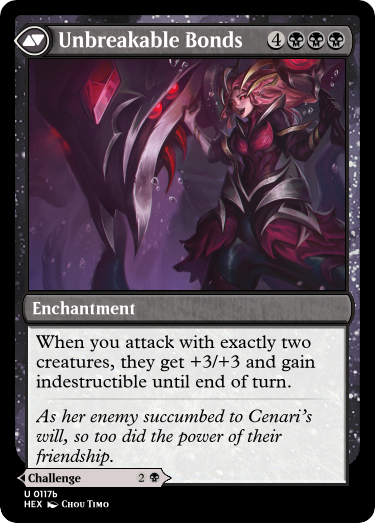 Unbreakable Bonds 4
Enchantment
When you attack with exactly two
creatures, they get +3/+3 and gain
indestructible until end of turn.
As her enemy succumbed to Cenari's
will, so too did the power of their
friendship.
Challenge 2
U 0117b
HEX Chou Timo